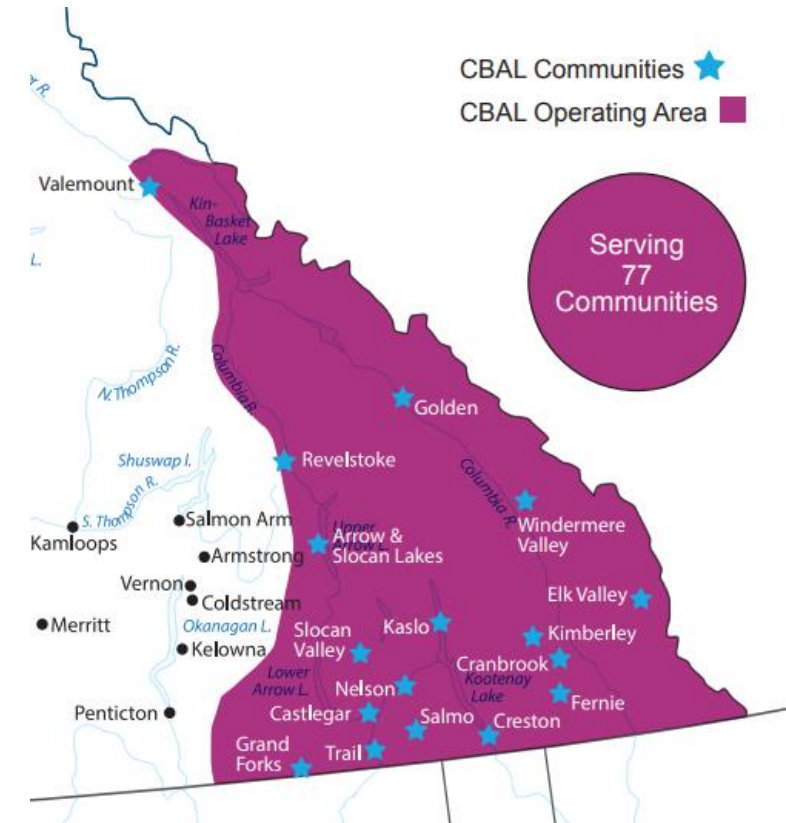 CBAL Communities
CBAL Operating Area
Serving
77
Communities
Valemount
Kin-
Basket
Lake
L.
N. Thompson R.
Columbia R.
Golden
Revelstoke
Shuswap l.
Columbia R.
S. Thompson R.
Salmon Arm
Kamloops
Windermere
Valley
Upper
Arrow L.
Arrow &
Slocan Lakes
Armstrong
Vernon
Coldstream
Elk Valley
Merritt
Okanagan L.
Kaslo
Kimberley
Slocan
Valley
Kelowna
Cranbrook
Lower
Arrow L.
Nelson
Kootenay
Lake
Fernie
Penticton
Castlegar
Salmo
Creston
Grand
Forks
Trail